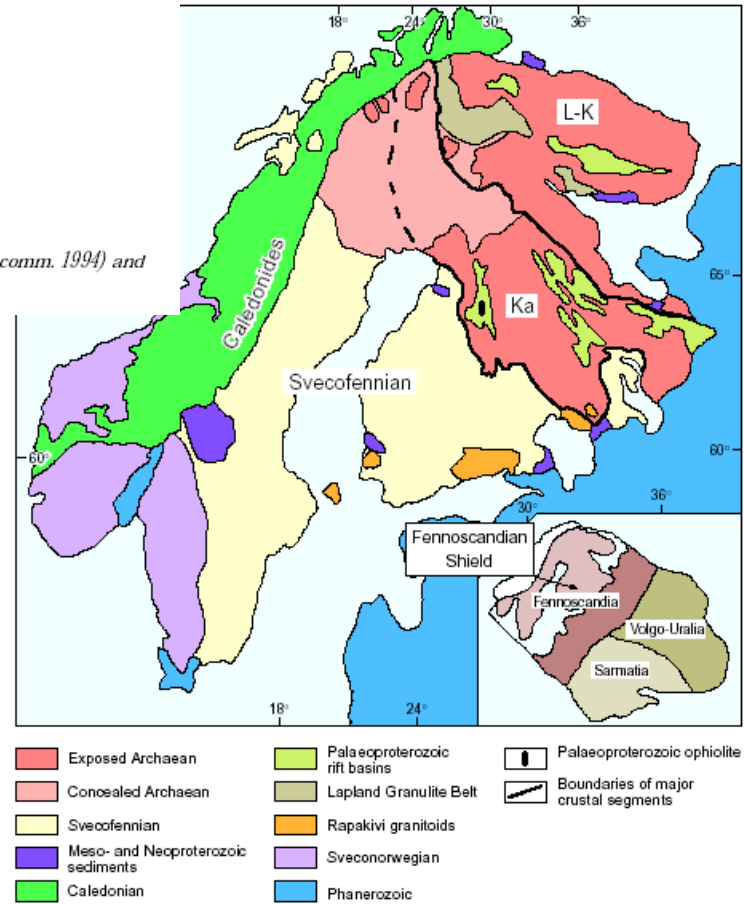 18° 24° 30° 36°
L-K
comm. 1994) and
65°
Caledonides
Ka
Svecofennian
60° 60°
36°
30°
Fennoscandian
Shield
Fennoscandia
Volgo-Uralia
Sarmatia
18° 24°
Exposed Archaean
Concealed Archaean
Svecofennian
Meso- and Neoproterozoic
sediments
Caledonian
Palaeoproterozoic
rift basins
Lapland Granulite Belt
Rapakivi granitoids
Sveconorwegian
Phanerozoic
Palaeoproterozoic ophiolite
Boundaries of major
crustal segments